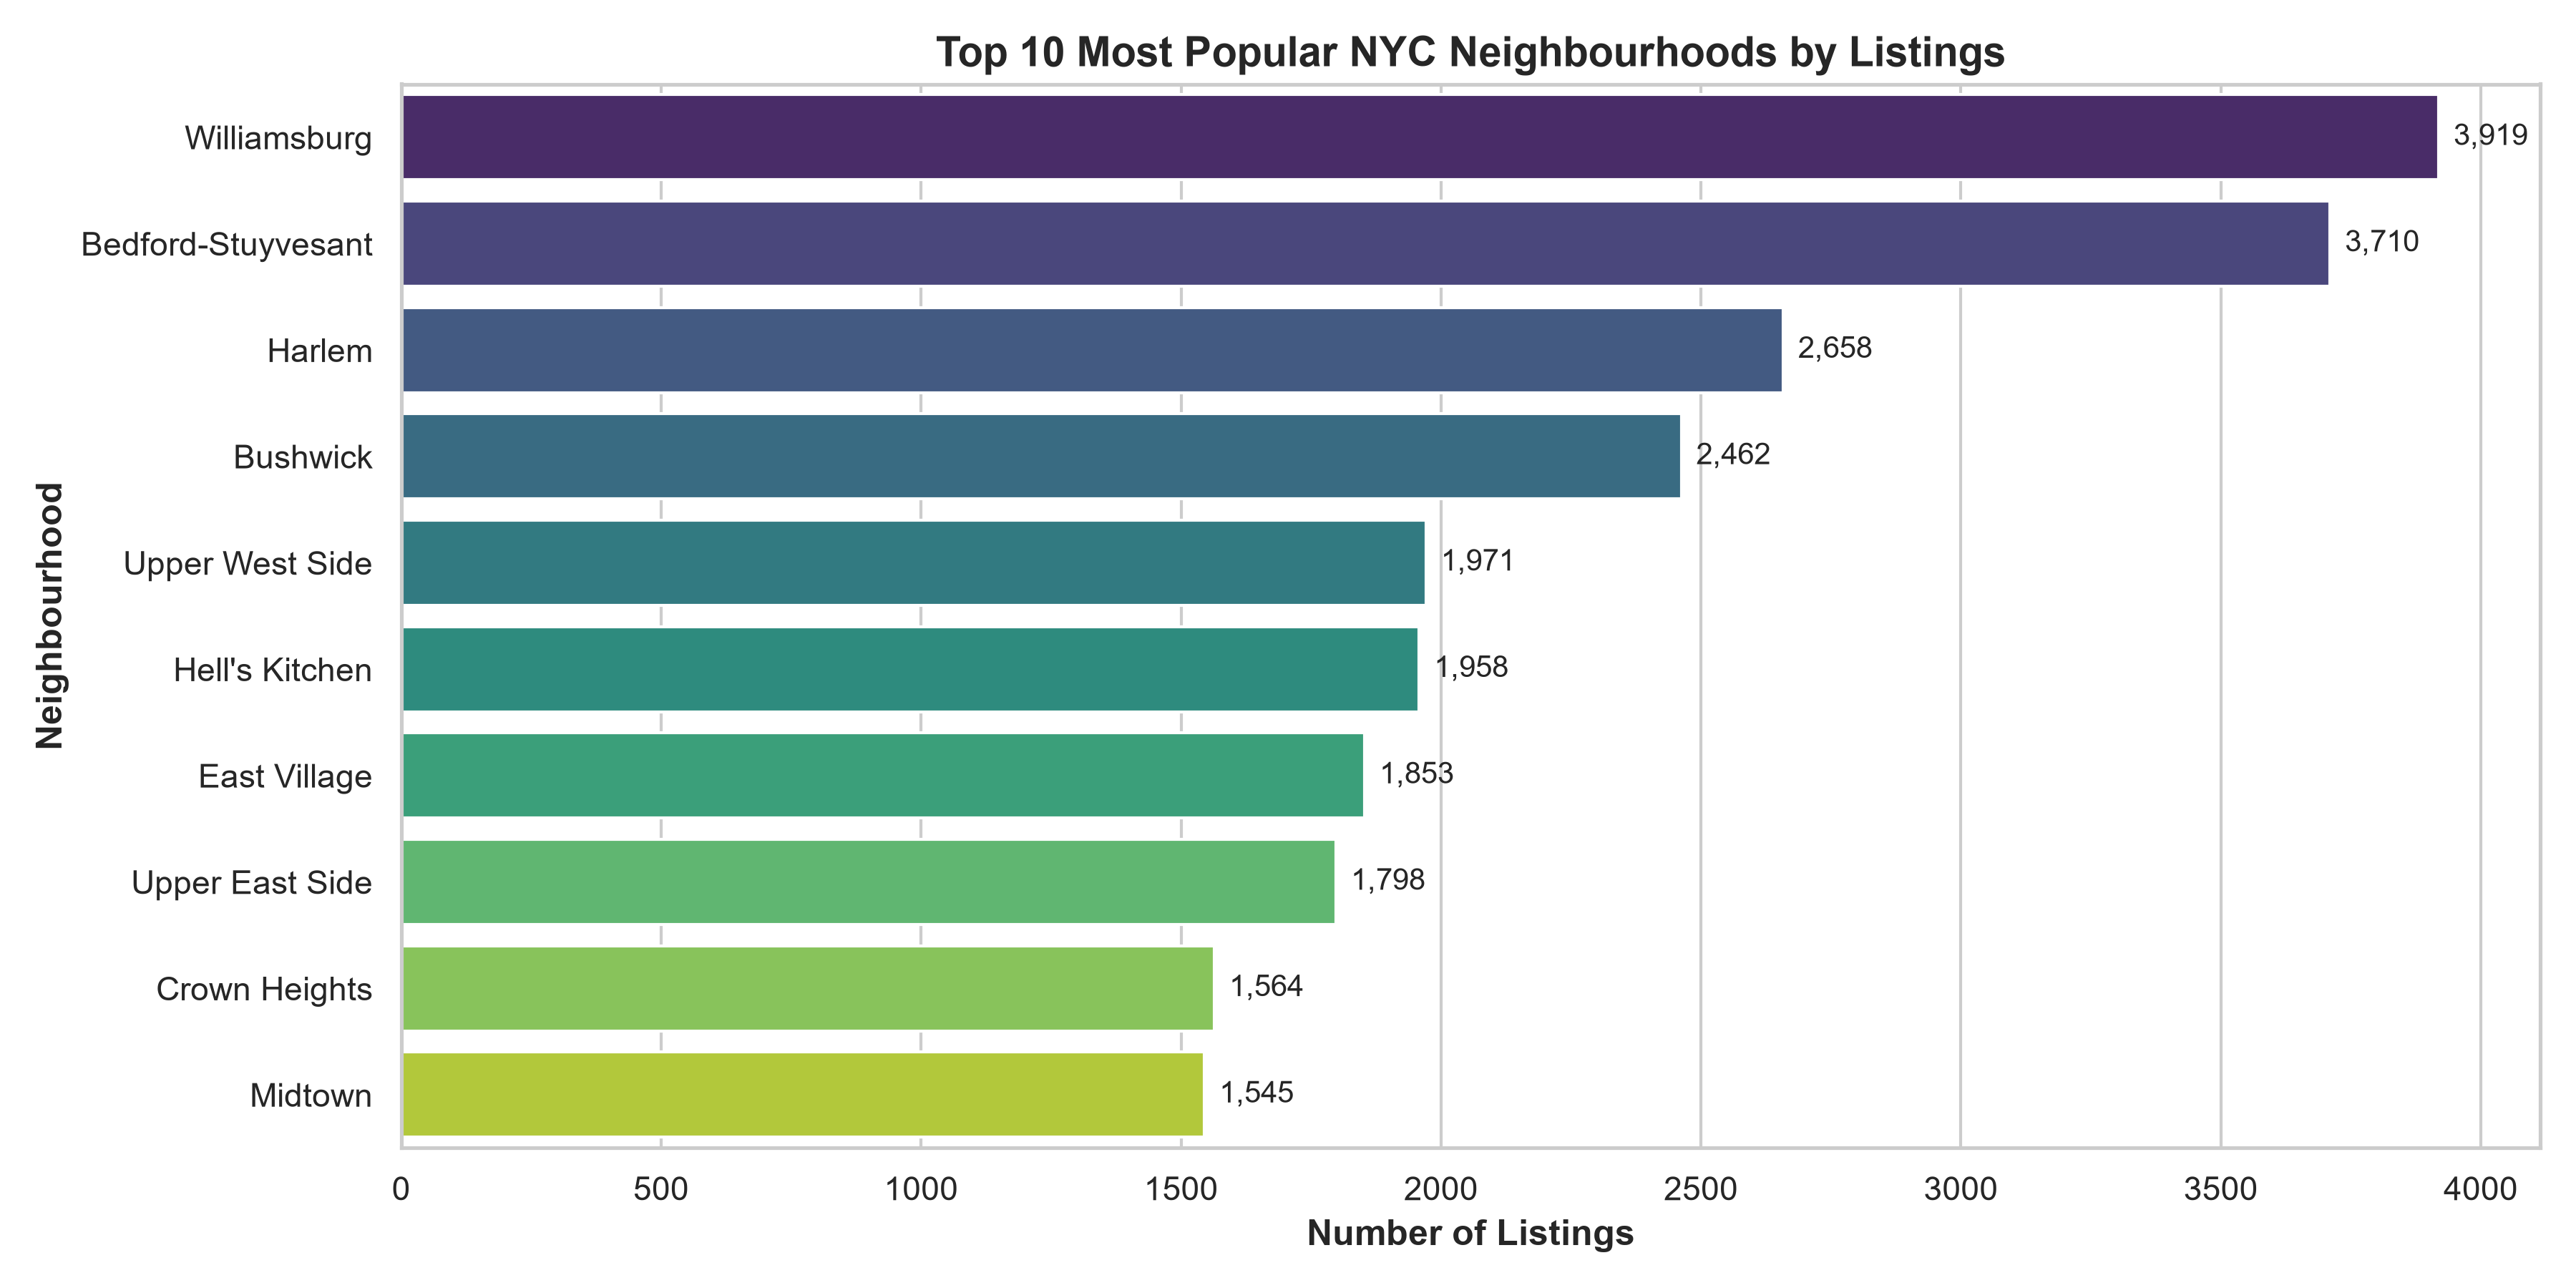 Top 10 Most Popular NYC Neighbourhoods by Listings
Neighbourhood
Williamsburg 3,919
Bedford-Stuyvesant 3,710
Harlem 2,658
Bushwick 2,462
Upper West Side 1,971
Hell's Kitchen 1,958
East Village 1,853
Upper East Side 1,798
Crown Heights 1,564
Midtown 1,545
0 500 1000 1500 2000 2500 3000 3500 4000
Number of Listings